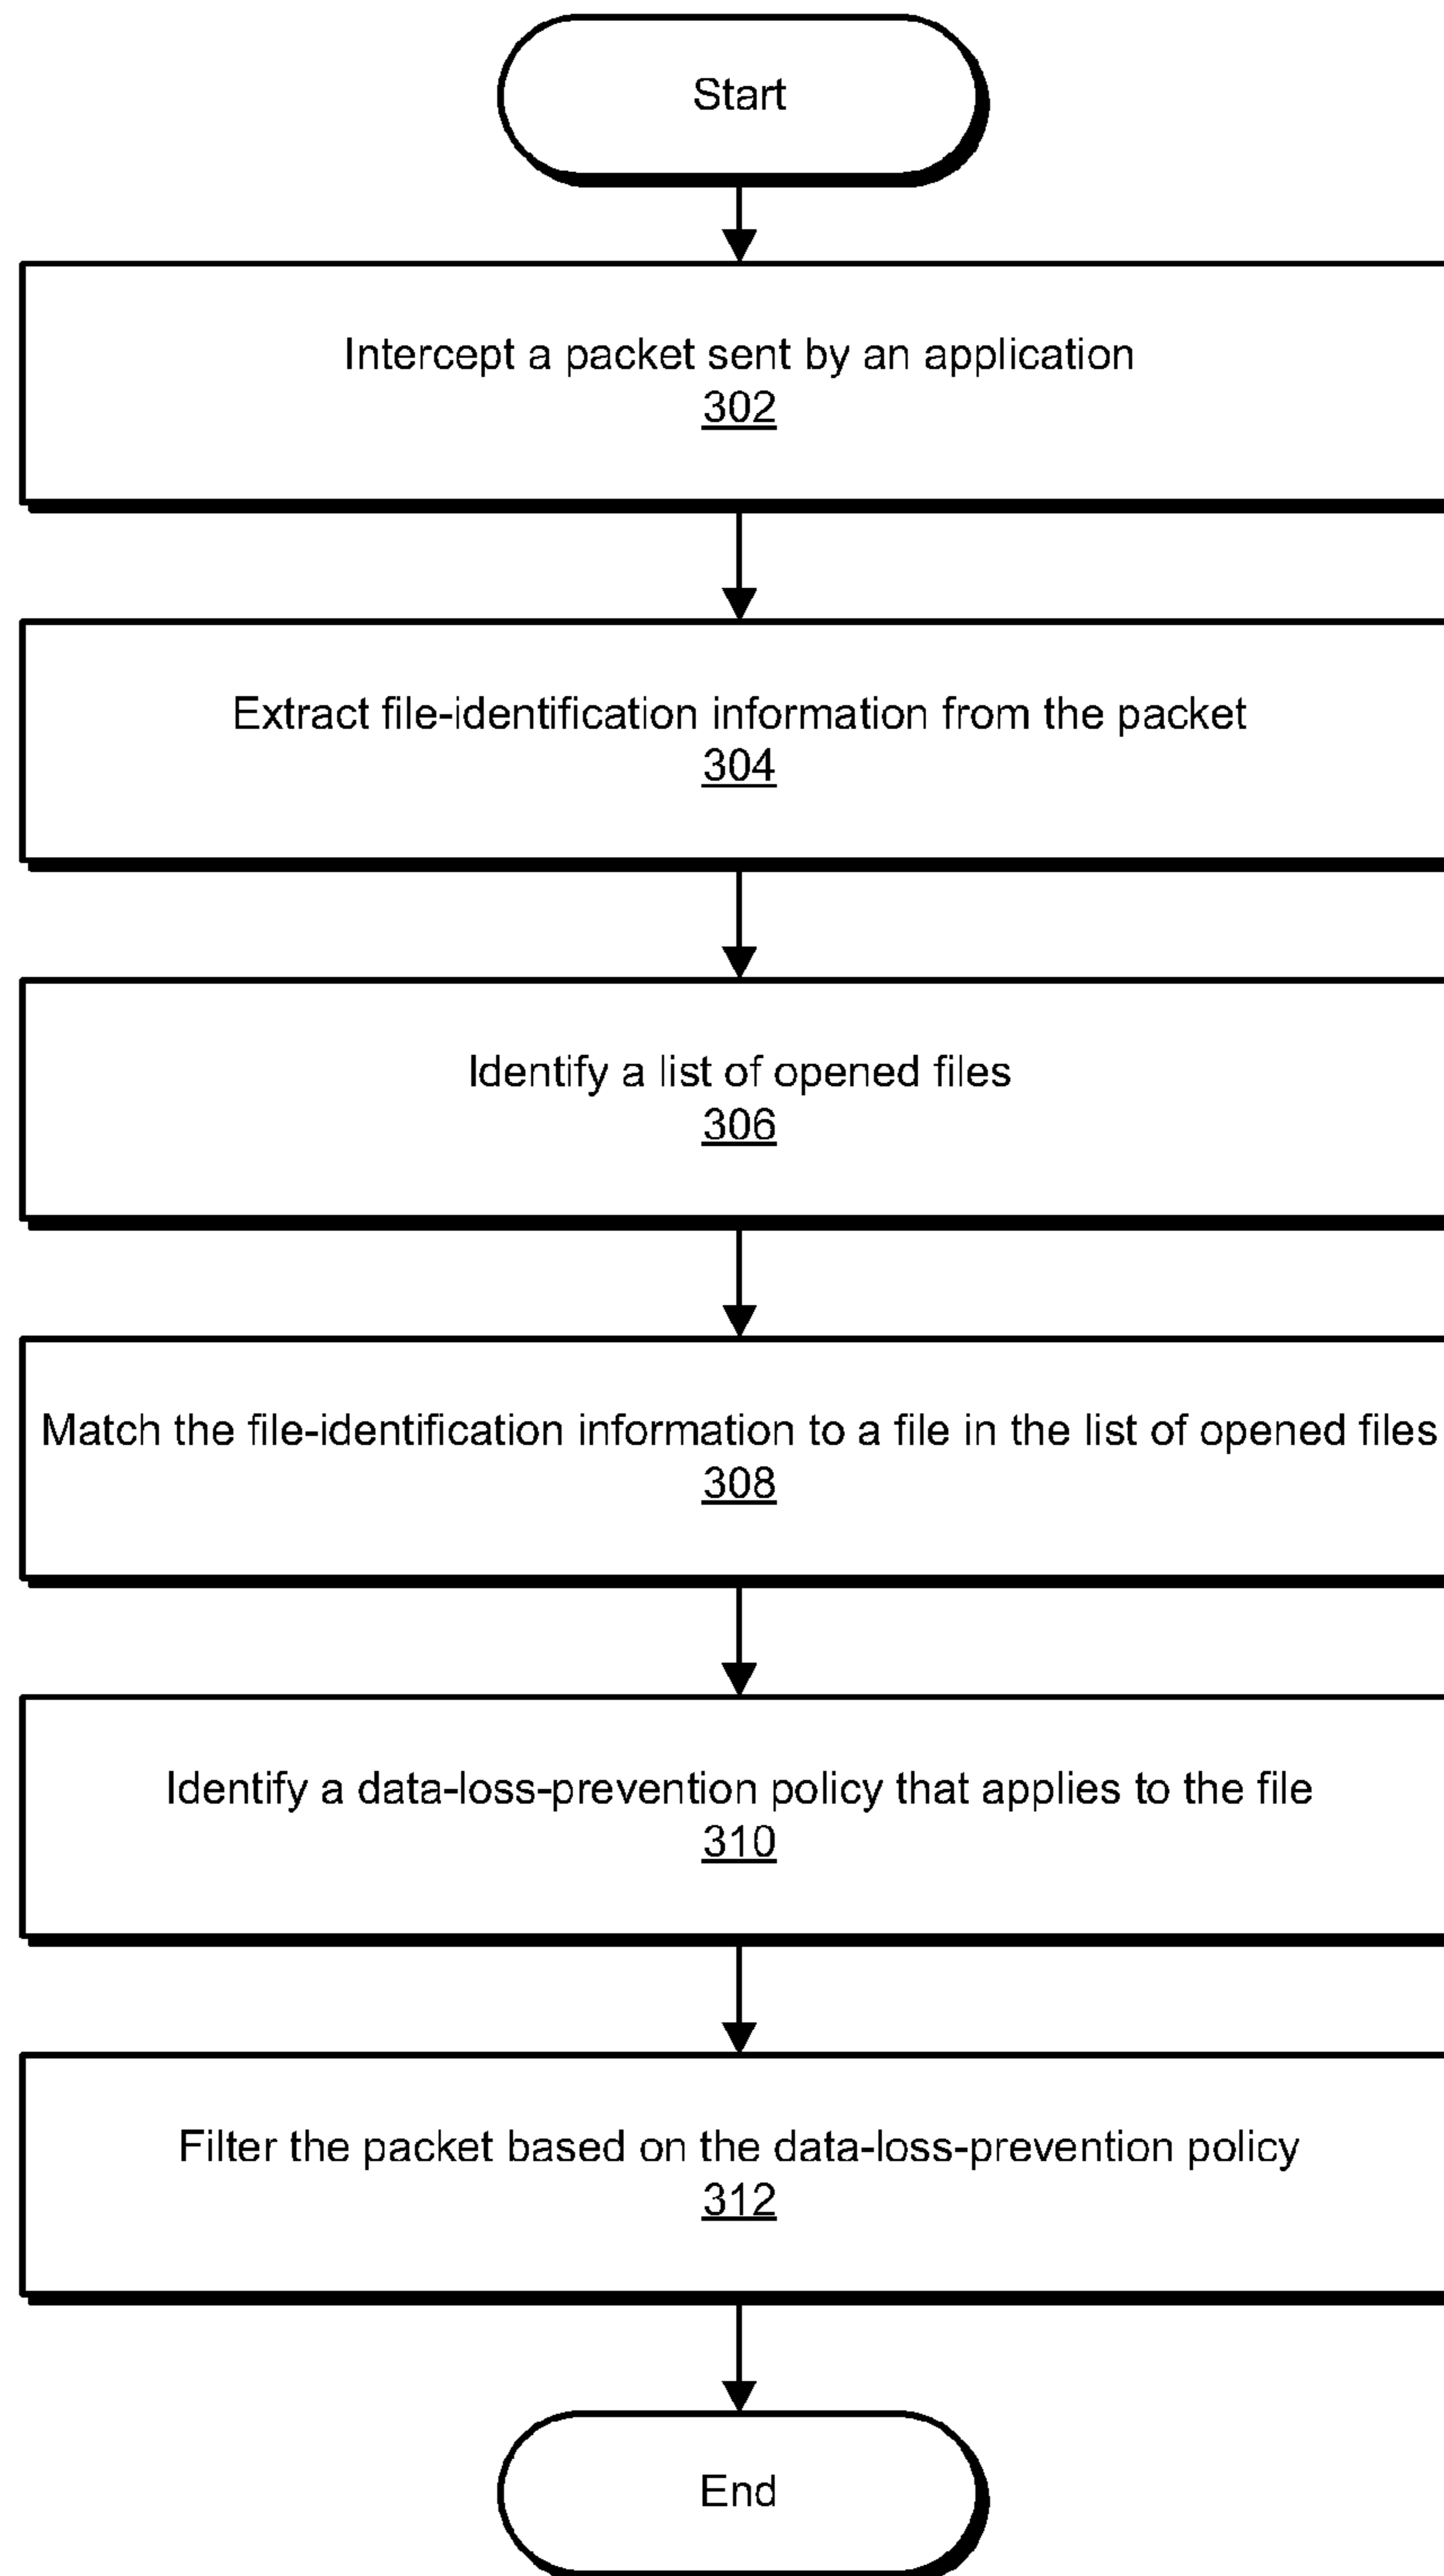 Start
Intercept a packet sent by an application
302
Extract file-identification information from the packet
304
Identify a list of opened files
306
Match the file-identification information to a file in the list of opened files
308
Identify a data-loss-prevention policy that applies to the file
310
Filter the packet based on the data-loss-prevention policy
312
End